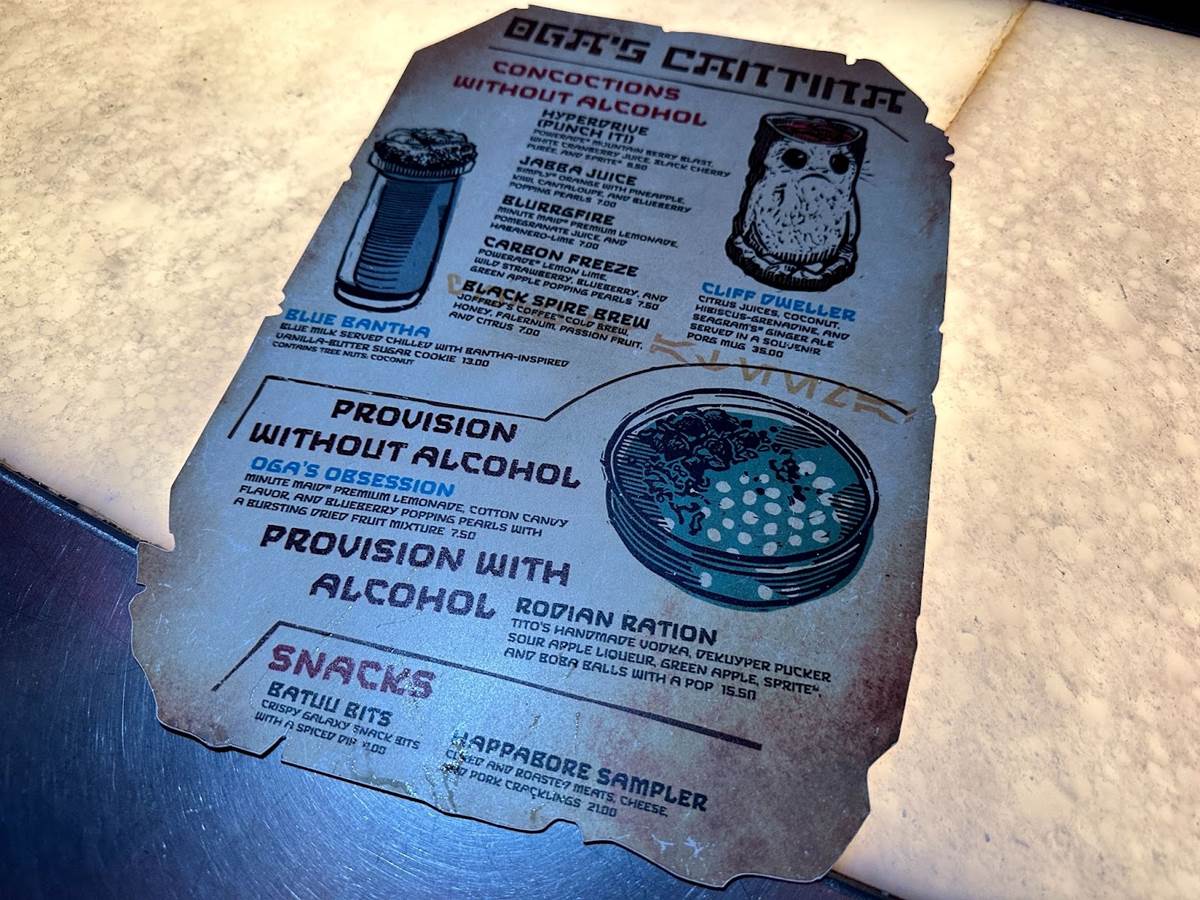 OGA'S CANTINA
CONCOCTIONS
WITHOUT ALCOHOL
HYPERDRIVE
(PUNCH IT!)
POWERADE® MOUNTAIN BERRY BLAST,
WHITE CRANBERRY JUICE, BLACK CHERRY
PURÉE, AND SPRITE® 6.50
JABBA JUICE
SIMPLY® ORANGE WITH PINEAPPLE,
KIWI, CANTALOUPE, AND BLUEBERRY
POPPING PEARLS 7.00
BLURRGFIRE
MINUTE MAID® PREMIUM LEMONADE,
POMEGRANATE JUICE, AND
HABANERO-LIME 7.00
CARBON FREEZE
POWERADE® LEMON LIME,
WILD STRAWBERRY, BLUEBERRY, AND
GREEN APPLE POPPING PEARLS 7.50
BLACK SPIRE BREW
JOFFREY'S COFFEE™ COLD BREW,
HONEY, FALERNUM, PASSION FRUIT,
AND CITRUS 7.00
BLUE BANTHA
BLUE MILK SERVED CHILLED WITH BANTHA-INSPIRED
VANILLA-BUTTER SUGAR COOKIE 13.00
CONTAINS TREE NUTS, COCONUT
CLIFF DWELLER
CITRUS JUICES, COCONUT,
HIBISCUS-GRENADINE, AND
SEAGRAM'S® GINGER ALE
SERVED IN A SOUVENIR
PORG MUG 35.00
PROVISION
WITHOUT ALCOHOL
OGA'S OBSESSION
MINUTE MAID® PREMIUM LEMONADE, COTTON CANDY
FLAVOR, AND BLUEBERRY POPPING PEARLS WITH
A BURSTING DRIED FRUIT MIXTURE 7.50
PROVISION WITH
ALCOHOL
RODIAN RATION
TITO'S HANDMADE VODKA, DEKUYPER PUCKER
SOUR APPLE LIQUEUR, GREEN APPLE, SPRITE®,
AND BOBA BALLS WITH A POP 15.50
SNACKS
BATUU BITS
CRISPY GALAXY SNACK BITS
WITH A SPICED DIP
HAPPABORE SAMPLER
CURED AND ROASTED MEATS, CHEESE,
AND PORK CRACKLINGS 21.00